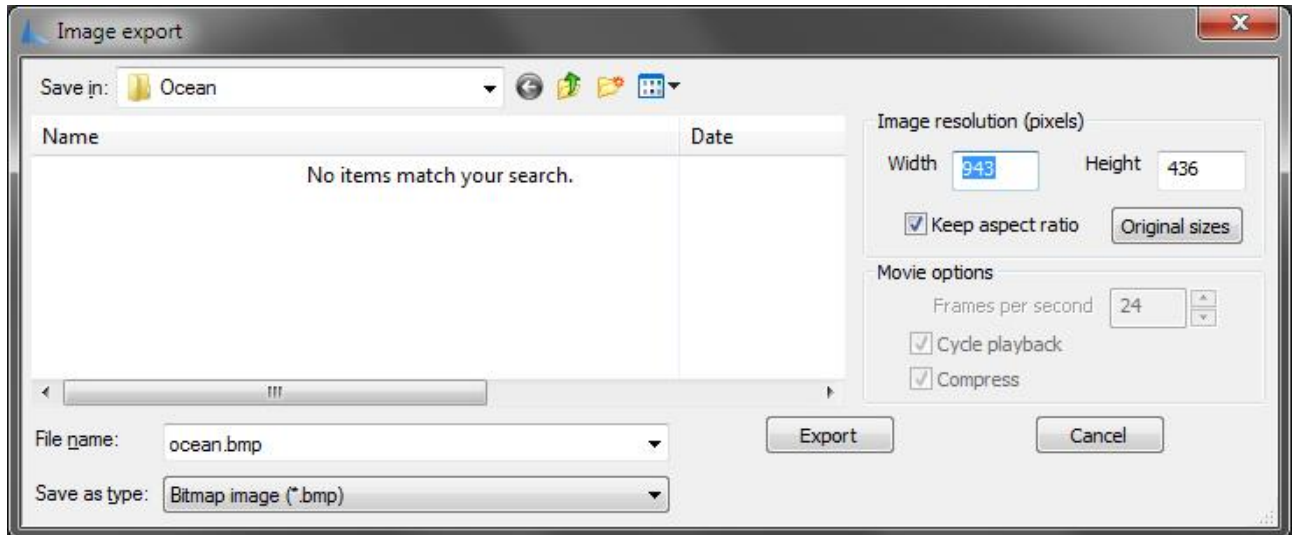 Image export
Save in: Ocean
Name Date
No items match your search.
Image resolution (pixels)
Width 943 Height 436
Keep aspect ratio Original sizes
Movie options
Frames per second 24
Cycle playback
Compress
File name: ocean.bmp
Export Cancel
Save as type: Bitmap image (*.bmp)